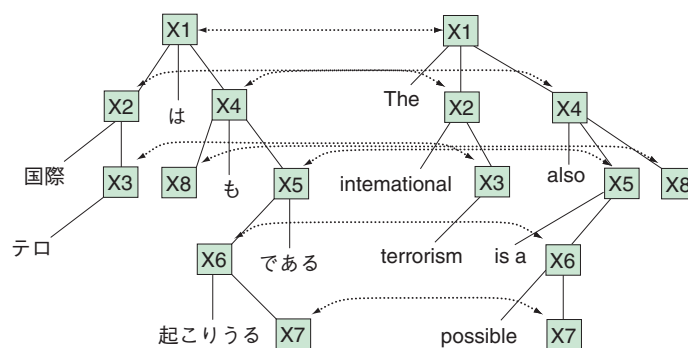 X1 X1
X2 は X4 The X2 X4
国際 X3 X8 も X5 intemational X3 also X5 X8
テロ X6 である terrorism is a X6
起こりうる X7 possible X7